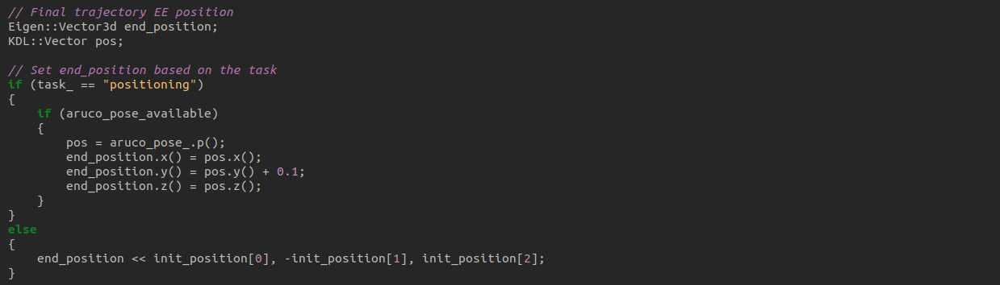 // Final trajectory EE position
Eigen::Vector3d end_position;
KDL::Vector pos;
// Set end_position based on the task
if (task_ == "positioning")
{
if (aruco_pose_available)
{
pos = aruco_pose_.p();
end_position.x() = pos.x();
end_position.y() = pos.y() + 0.1;
end_position.z() = pos.z();
}
}
else
{
end_position << init_position[0], -init_position[1], init_position[2];
}